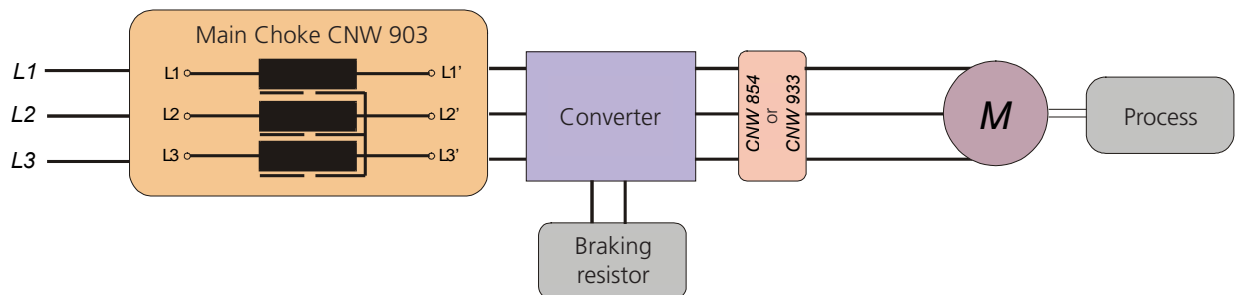 Main Choke CNW 903
L1
L1
L1'
L2
L2
L2'
L3
L3
L3'
Converter
CNW 854
or
CNW 933
M
Process
Braking
resistor